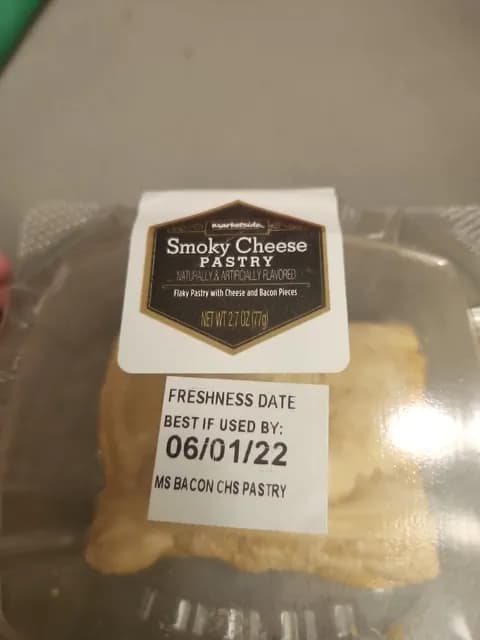 marketside
Smoky Cheese
PASTRY
NATURALLY & ARTIFICIALLY FLAVORED
Flaky Pastry with Cheese and Bacon Pieces
NET WT 2.7 OZ (77g)
FRESHNESS DATE
BEST IF USED BY:
06/01/22
MS BACON CHS PASTRY